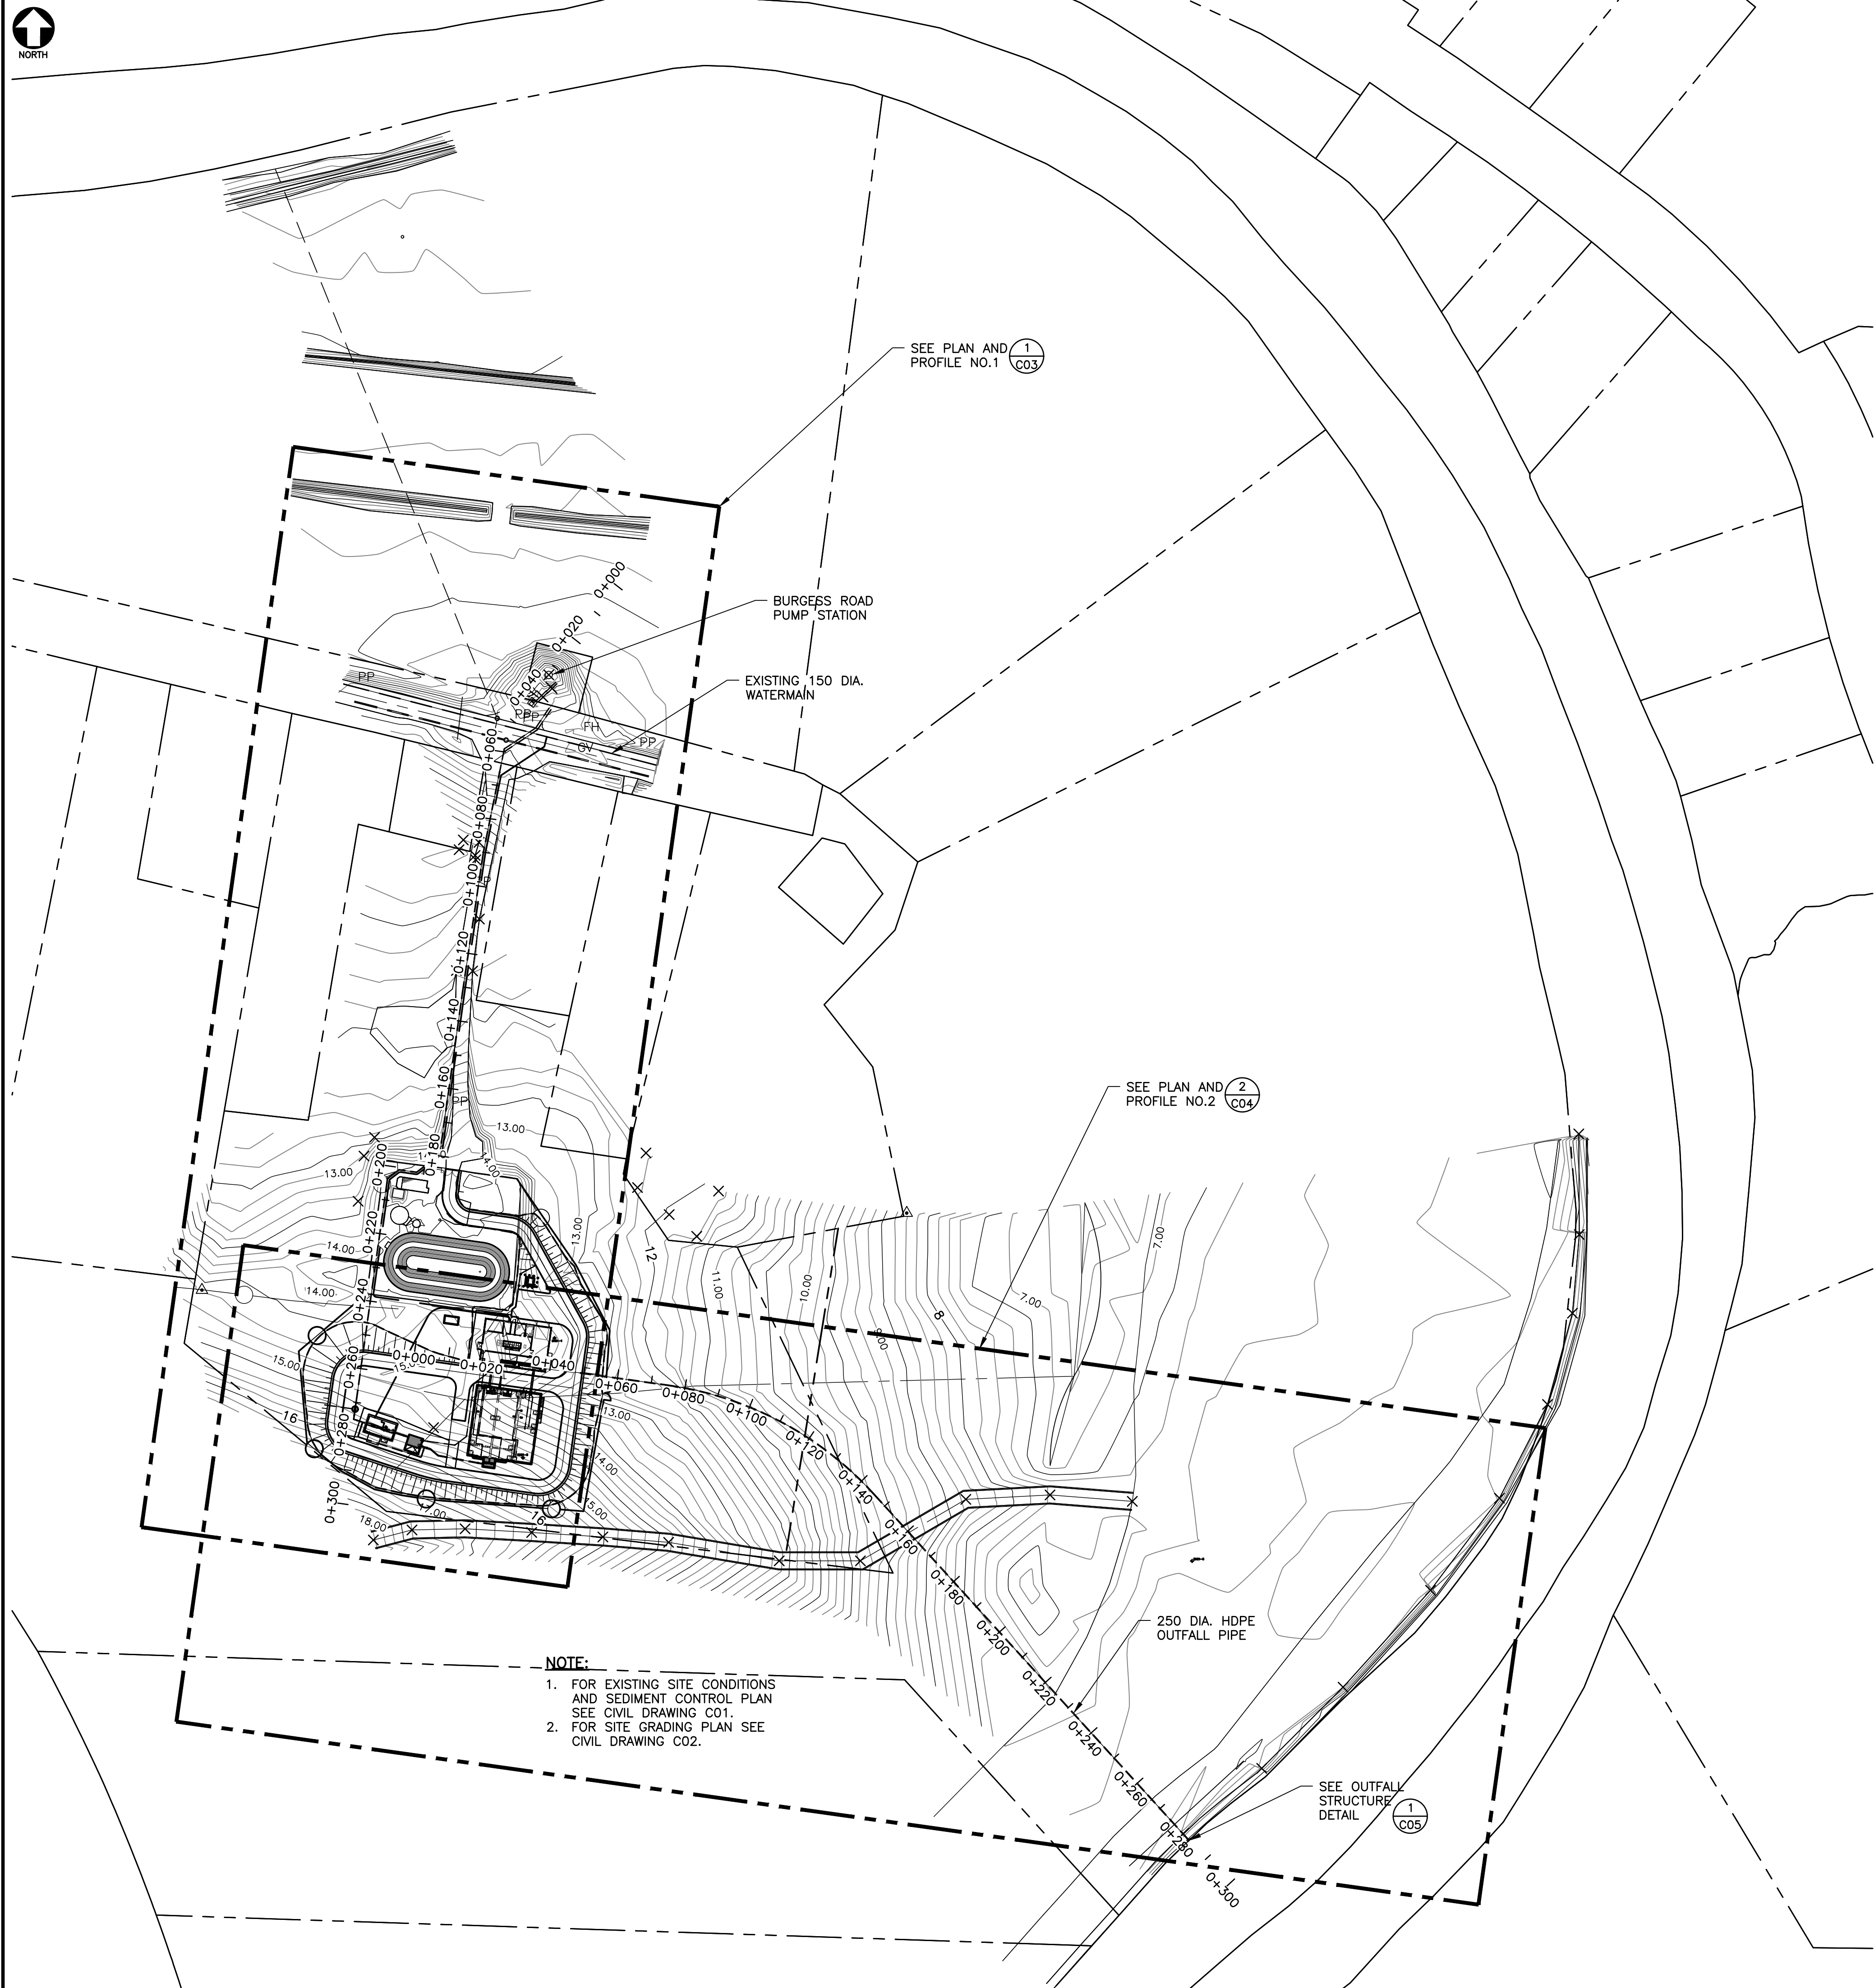 NORTH
SEE PLAN AND
PROFILE NO.1
1
C03
0+000
0+020
0+040
BURGESS ROAD
PUMP STATION
EXISTING 150 DIA.
WATERMAIN
PP
PP
FH
GV
PP
0+060
0+080
0+100
0+120
0+140
0+160
PP
0+180
0+200
0+220
0+240
0+260
0+280
0+300
SEE PLAN AND
PROFILE NO.2
2
C04
13.00
13.00
14.00
14.00
14.00
13.00
12
11.00
10.00
9.00
8
7.00
7.00
15.00
16
18.00
17.00
16
15.00
14.00
13.00
0+000
0+020
0+040
0+060
0+080
0+100
0+120
0+140
0+160
0+180
0+200
0+220
0+240
0+260
0+280
0+300
250 DIA. HDPE
OUTFALL PIPE
NOTE:
1. FOR EXISTING SITE CONDITIONS
AND SEDIMENT CONTROL PLAN
SEE CIVIL DRAWING C01.
2. FOR SITE GRADING PLAN SEE
CIVIL DRAWING C02.
SEE OUTFALL
STRUCTURE
DETAIL
1
C05